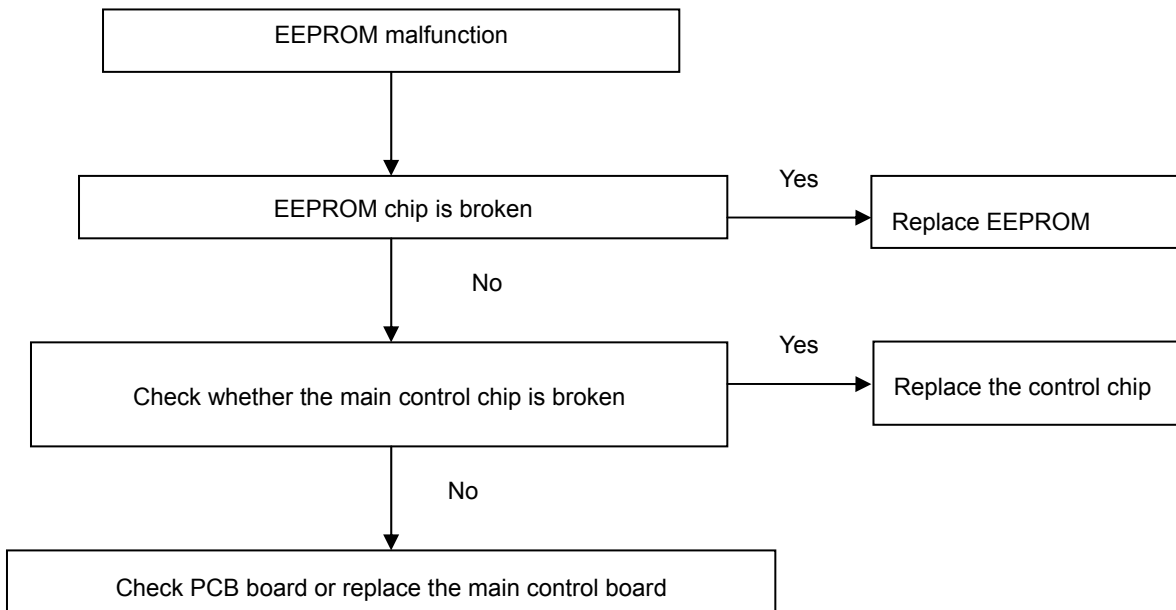 EEPROM malfunction
Yes
EEPROM chip is broken
Replace EEPROM
No
Yes
Check whether the main control chip is broken
Replace the control chip
No
Check PCB board or replace the main control board